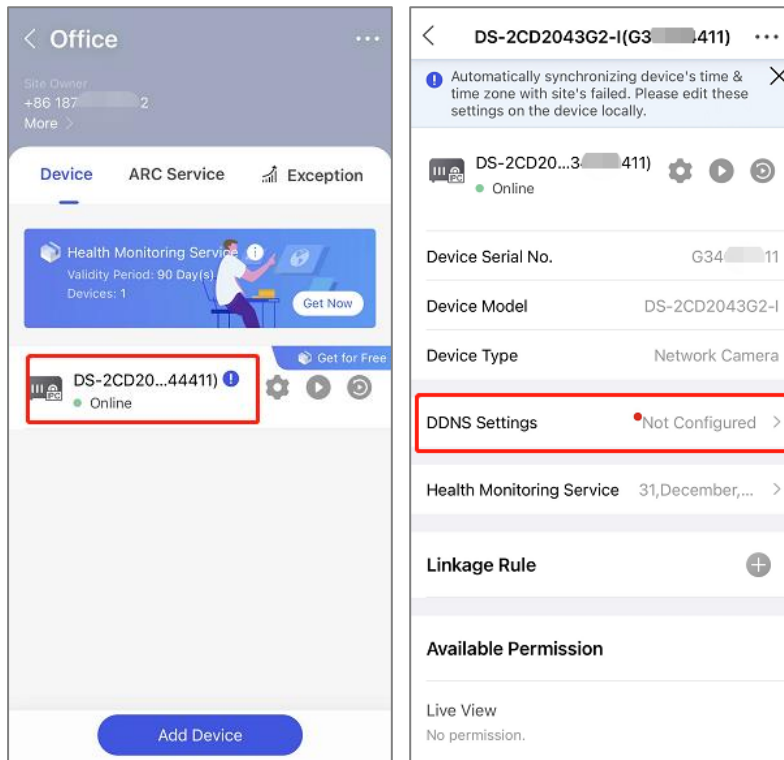 Office
Site Owner
+86 187 2
More
Device
ARC Service
Exception
Health Monitoring Service
Validity Period: 90 Day(s)
Devices: 1
Get Now
Get for Free
DS-2CD20...44411)
Online
Add Device
DS-2CD2043G2-I(G3 411)
Automatically synchronizing device's time &
time zone with site's failed. Please edit these
settings on the device locally.
DS-2CD20...3 411)
Online
Device Serial No. G34 11
Device Model DS-2CD2043G2-I
Device Type Network Camera
DDNS Settings Not Configured
Health Monitoring Service 31,December,...
Linkage Rule
Available Permission
Live View
No permission.